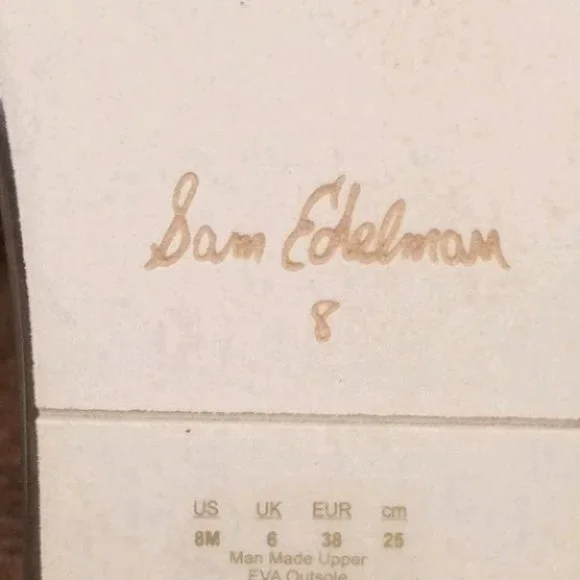 Sam Edelman
8
US UK EUR cm
8M 6 38 25
Man Made Upper
EVA Outsole